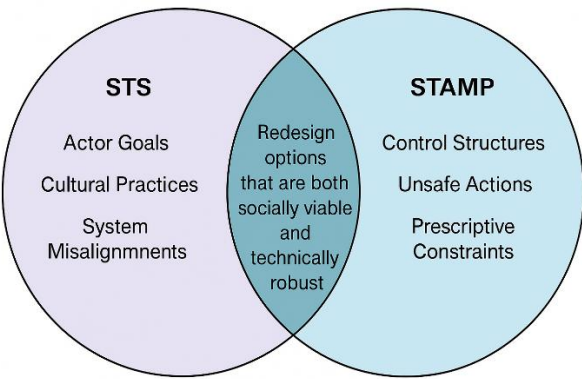 STS
Actor Goals
Cultural Practices
System
Misalignmnents
Redesign
options
that are both
socially viable
and
technically
robust
STAMP
Control Structures
Unsafe Actions
Prescriptive
Constraints